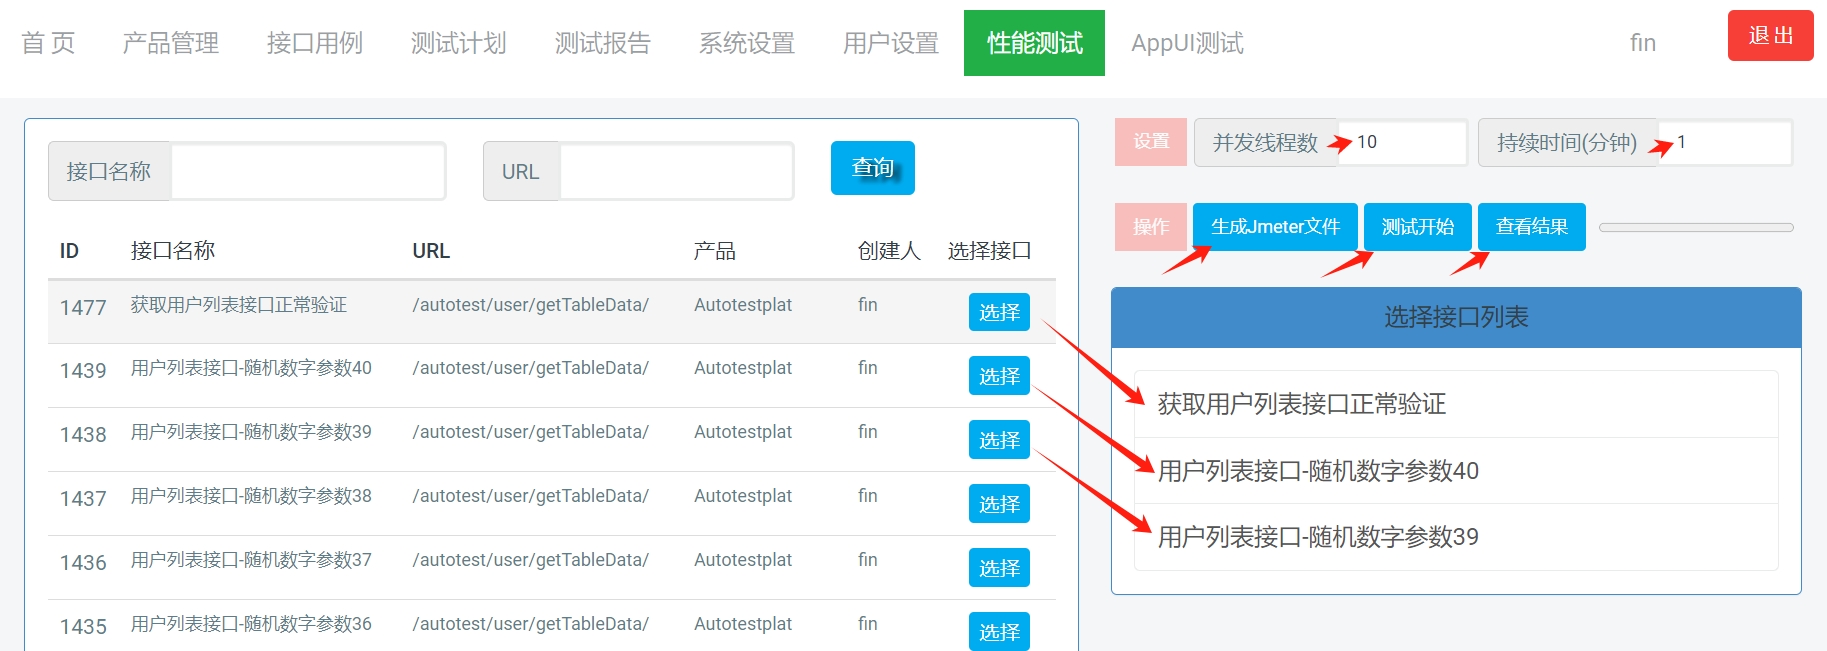 首 页 产品管理 接口用例 测试计划 测试报告 系统设置 用户设置 性能测试 AppUI测试 fin 退 出
接口名称 URL 查询
ID 接口名称 URL 产品 创建人 选择接口
1477 获取用户列表接口正常验证 /autotest/user/getTableData/ Autotestplat fin 选择
1439 用户列表接口-随机数字参数40 /autotest/user/getTableData/ Autotestplat fin 选择
1438 用户列表接口-随机数字参数39 /autotest/user/getTableData/ Autotestplat fin 选择
1437 用户列表接口-随机数字参数38 /autotest/user/getTableData/ Autotestplat fin 选择
1436 用户列表接口-随机数字参数37 /autotest/user/getTableData/ Autotestplat fin 选择
1435 用户列表接口-随机数字参数36 /autotest/user/getTableData/ Autotestplat fin 选择
设置 并发线程数 10 持续时间(分钟) 1
操作 生成Jmeter文件 测试开始 查看结果
选择接口列表
获取用户列表接口正常验证
用户列表接口-随机数字参数40
用户列表接口-随机数字参数39